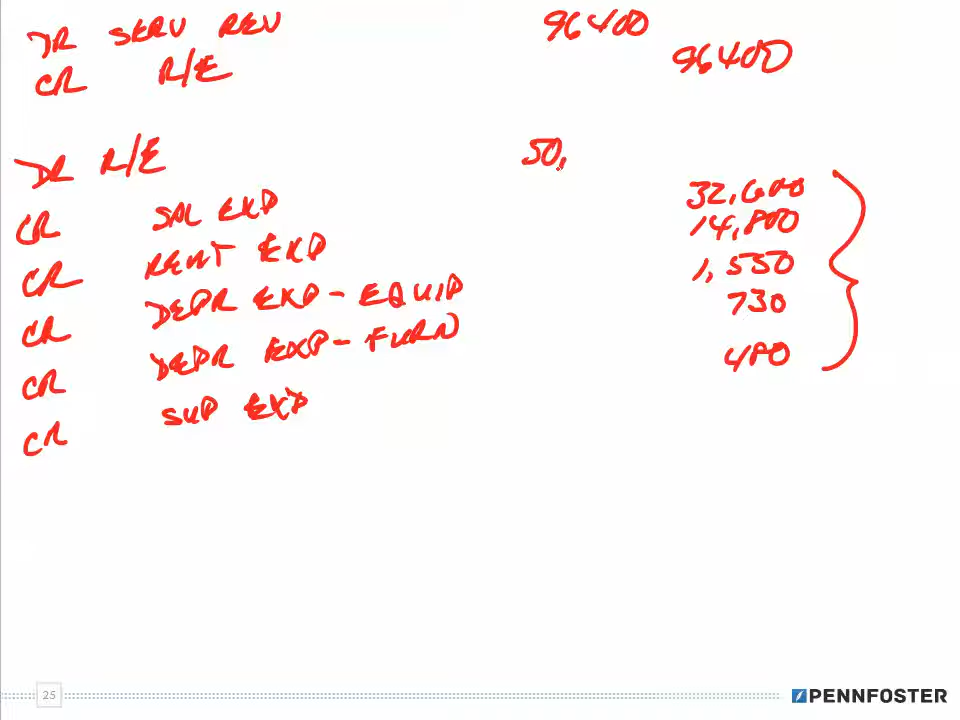 DR SERV REV 96400
CR R/E 96400
DR R/E 50,
CR SAL EXP 32,600
CR RENT EXP 14,800
CR DEPR EXP - EQUIP 1,550
CR DEPR EXP - FURN 730
CR SUP EXP 480
25 PENNFOSTER